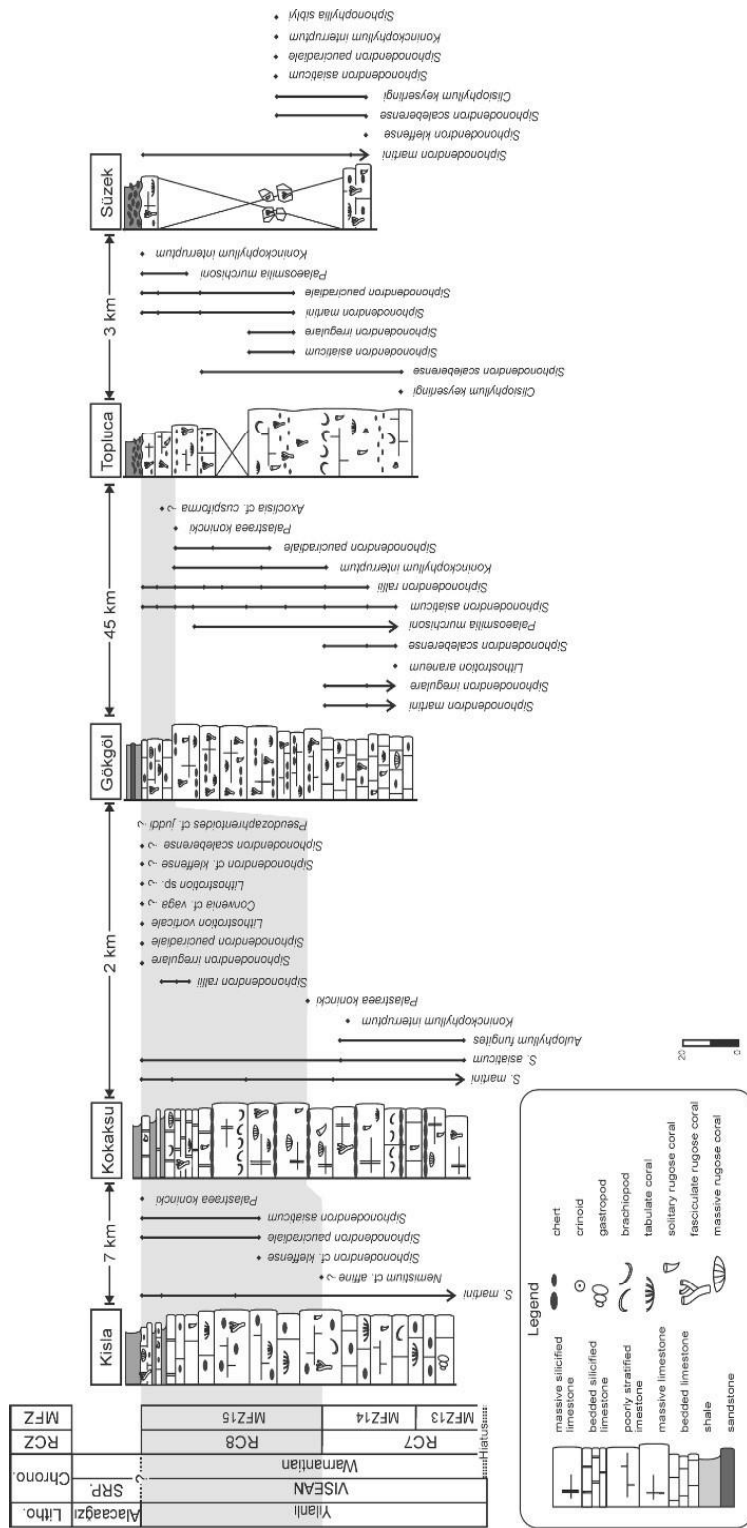 Litho.
Chrono.
RCZ
MFZ
Alacaağzı
SRP.
?
Yılanlı
VISEAN
Warnantian
RC8
RC7
MFZ15
MFZ14
MFZ13
Hiatus
Kisla
7 km
Kokaksu
2 km
Gökgöl
45 km
Topluca
3 km
Süzek
S. martini
Nemistium cf. affine ?
Siphonodendron cf. kleffense
Siphonodendron pauciradiale
Siphonodendron asiaticum
Palastraea konincki
S. martini
S. asiaticum
Aulophyllum fungites
Koninckophyllum interruptum
Palastraea konincki
Siphonodendron rallii
Siphonodendron irregulare
Siphonodendron pauciradiale
Lithostrotion vorticale
Corwenia cf. vaga ?
Lithostrotion sp. ?
Siphonodendron cf. kleffense ?
Siphonodendron scaleberense ?
Pseudozaphrentoides cf. juddi ?
Siphonodendron martini
Siphonodendron irregulare
Lithostrotion araneum
Siphonodendron scaleberense
Palaeosmilia murchisoni
Siphonodendron asiaticum
Siphonodendron rallii
Koninckophyllum interruptum
Siphonodendron pauciradiale
Palastraea konincki
Axoclisia cf. cuspiforma ?
Clisiophyllum keyserlingi
Siphonodendron scaleberense
Siphonodendron asiaticum
Siphonodendron irregulare
Siphonodendron martini
Siphonodendron pauciradiale
Palaeosmilia murchisoni
Koninckophyllum interruptum
Siphonodendron martini
Siphonodendron kleffense
Siphonodendron scaleberense
Clisiophyllum keyserlingi
Siphonodendron asiaticum
Siphonodendron pauciradiale
Koninckophyllum interruptum
Siphonophyllia siblyi
20
0
Legend
massive silicified
limestone
bedded silicified
limestone
poorly stratified
limestone
massive limestone
bedded limestone
shale
sandstone
chert
crinoid
gastropod
brachiopod
tabulate coral
solitary rugose coral
fasciculate rugose coral
massive rugose coral